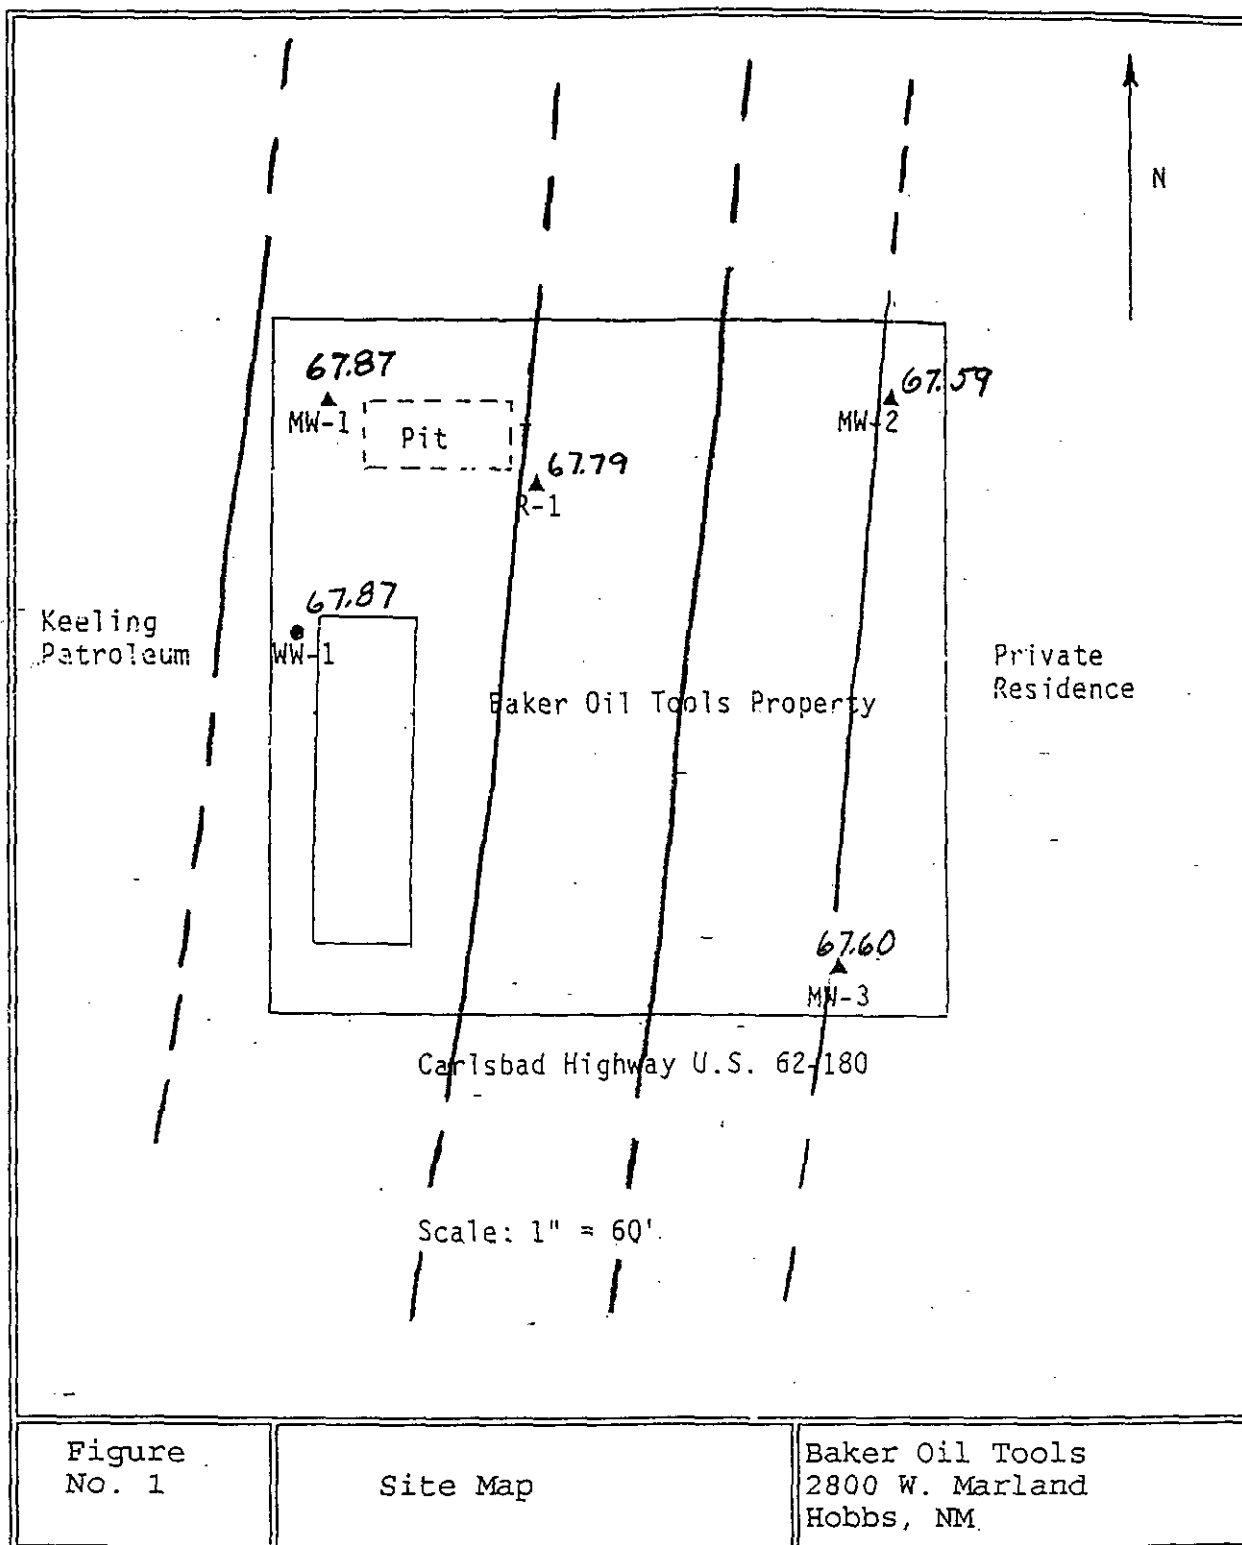 N
67.87
MW-1
Pit
67.59
MW-2
67.79
R-1
67.87
WW-1
Keeling
Patroleum
Baker Oil Tools Property
Private
Residence
67.60
MW-3
Carlsbad Highway U.S. 62-180
Scale: 1" = 60'
Figure
No. 1
Site Map
Baker Oil Tools
2800 W. Marland
Hobbs, NM